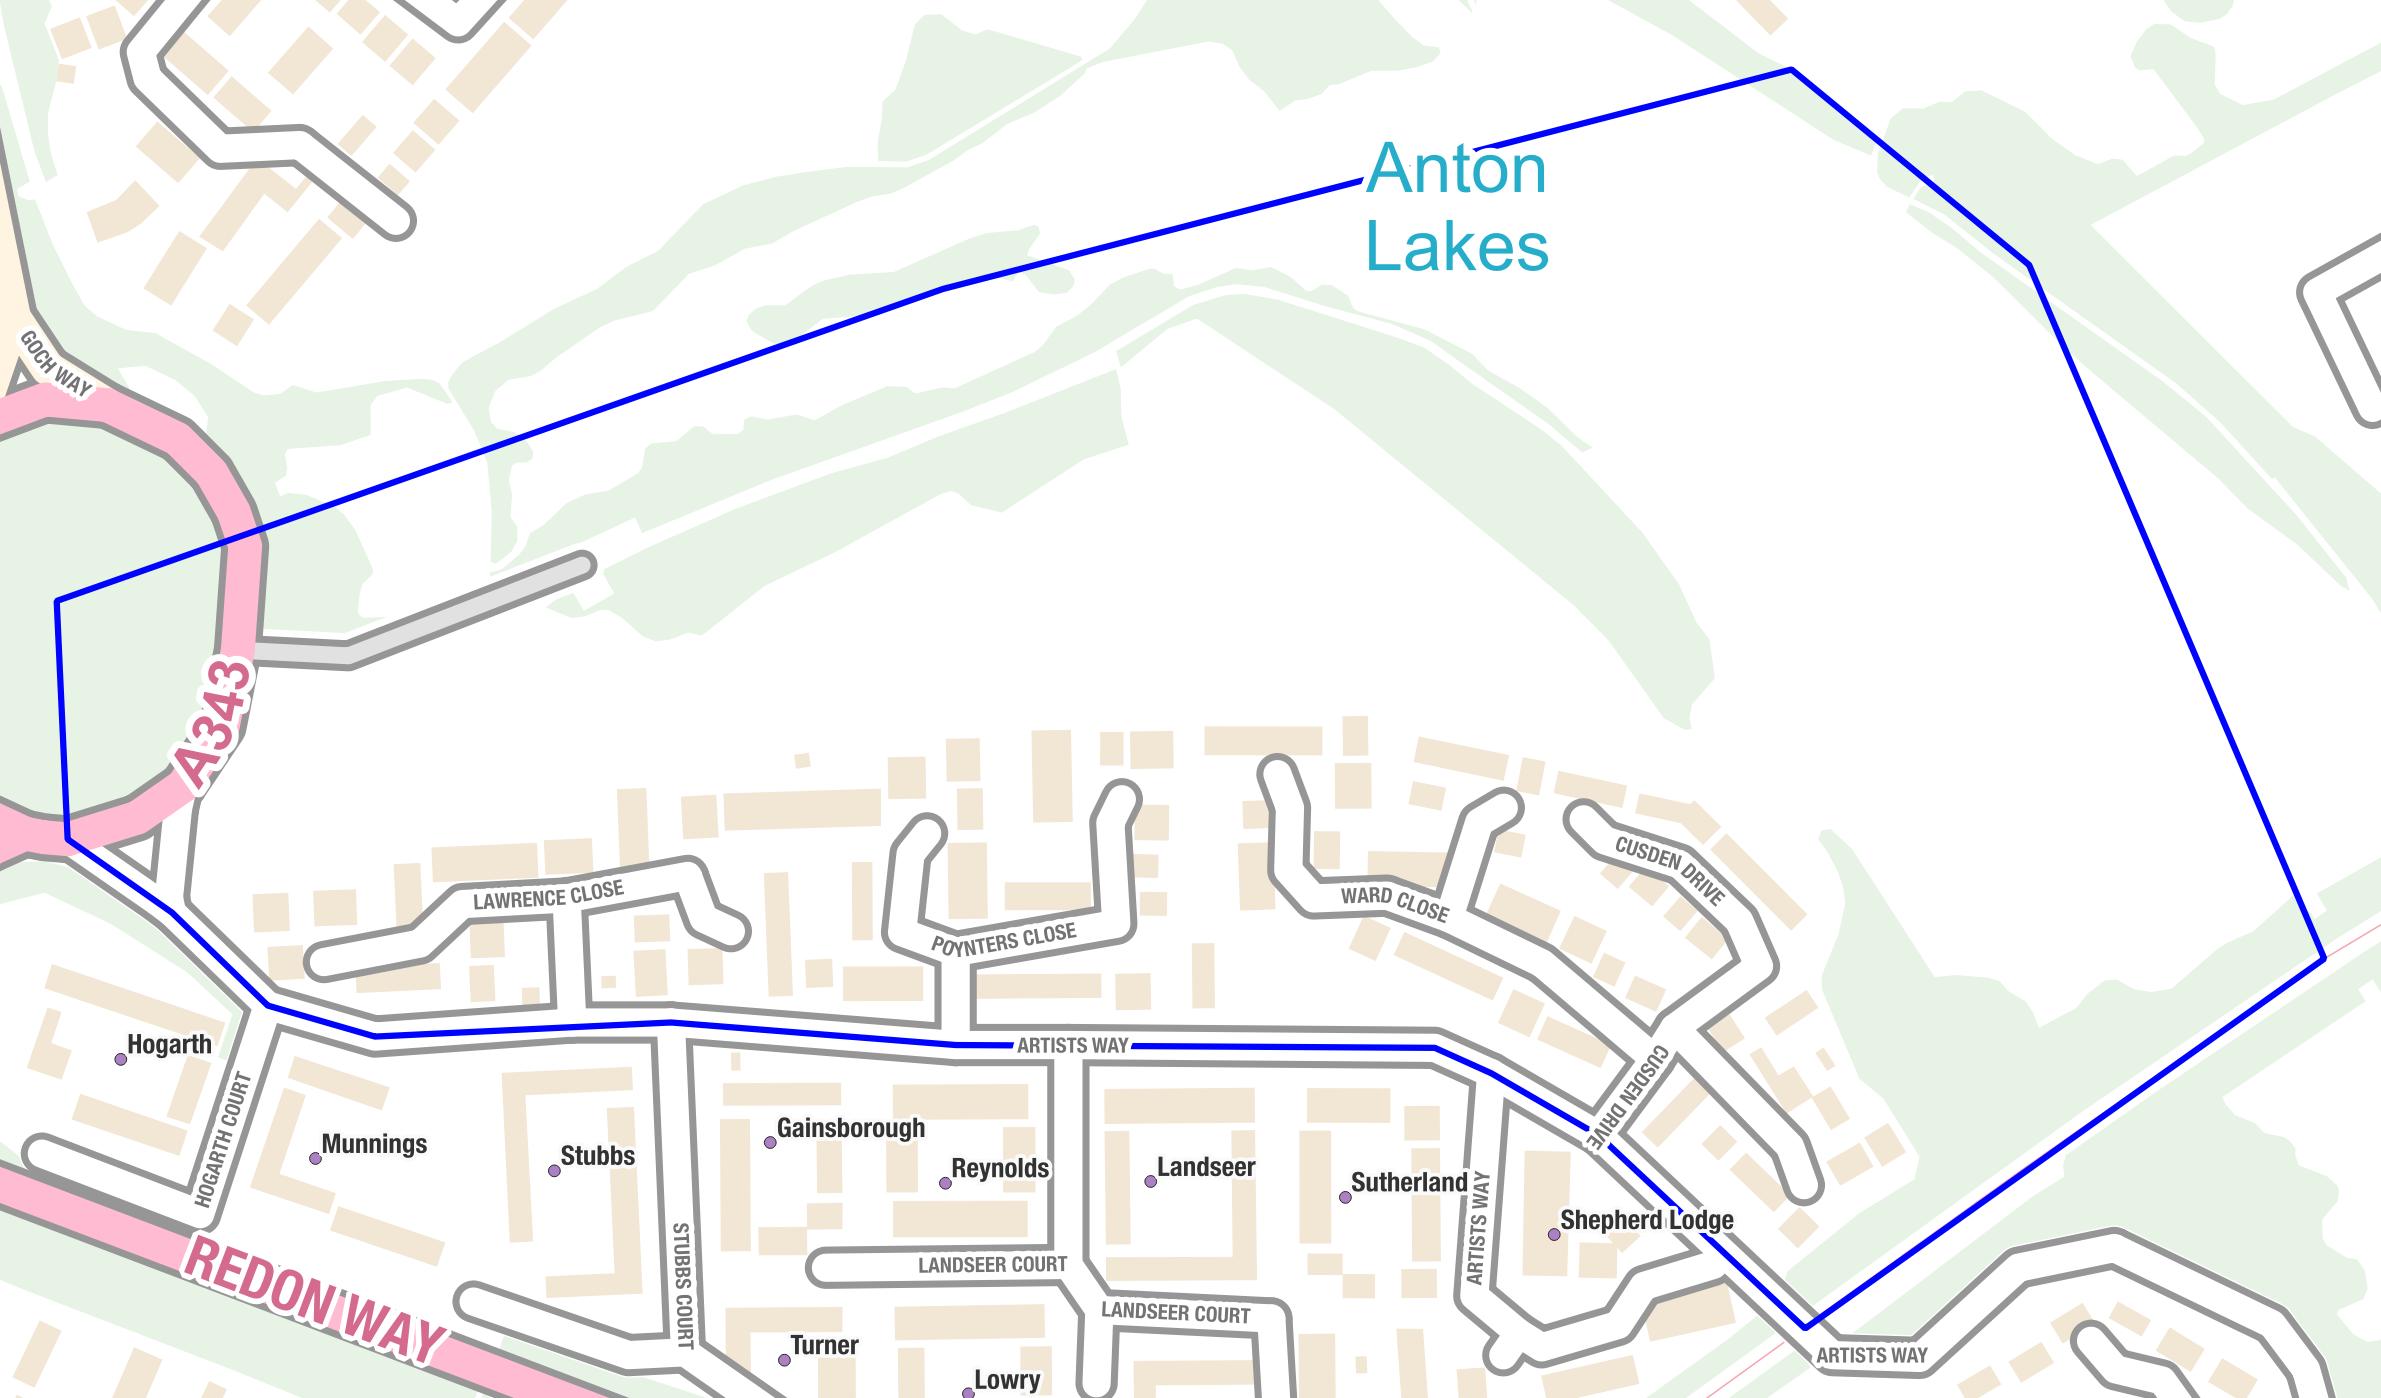 Anton
Lakes
GOCH WAY
A343
LAWRENCE CLOSE
POYNTERS CLOSE
WARD CLOSE
CUSDEN DRIVE
Hogarth
HOGARTH COURT
Munnings
Stubbs
STUBBS COURT
Gainsborough
Reynolds
ARTISTS WAY
Landseer
Sutherland
ARTISTS WAY
CUSDEN DRIVE
Shepherd Lodge
LANDSEER COURT
LANDSEER COURT
REDON WAY
Turner
Lowry
ARTISTS WAY